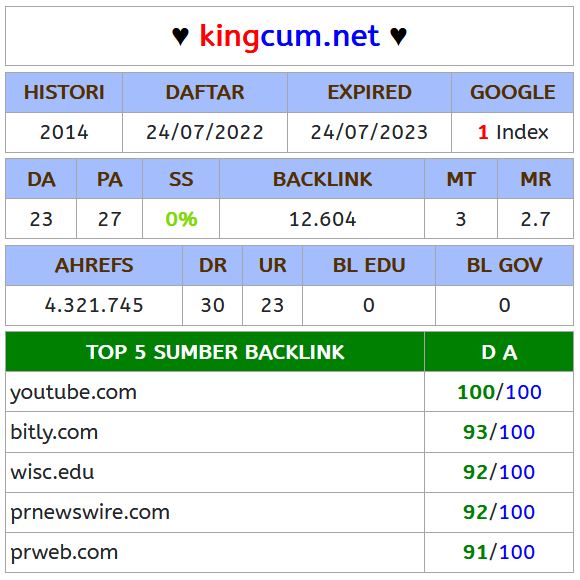 ♥ kingcum.net ♥
HISTORI DAFTAR EXPIRED GOOGLE
2014 24/07/2022 24/07/2023 1 Index
DA PA SS BACKLINK MT MR
23 27 0% 12.604 3 2.7
AHREFS DR UR BL EDU BL GOV
4.321.745 30 23 0 0
TOP 5 SUMBER BACKLINK D A
youtube.com 100/100
bitly.com 93/100
wisc.edu 92/100
prnewswire.com 92/100
prweb.com 91/100